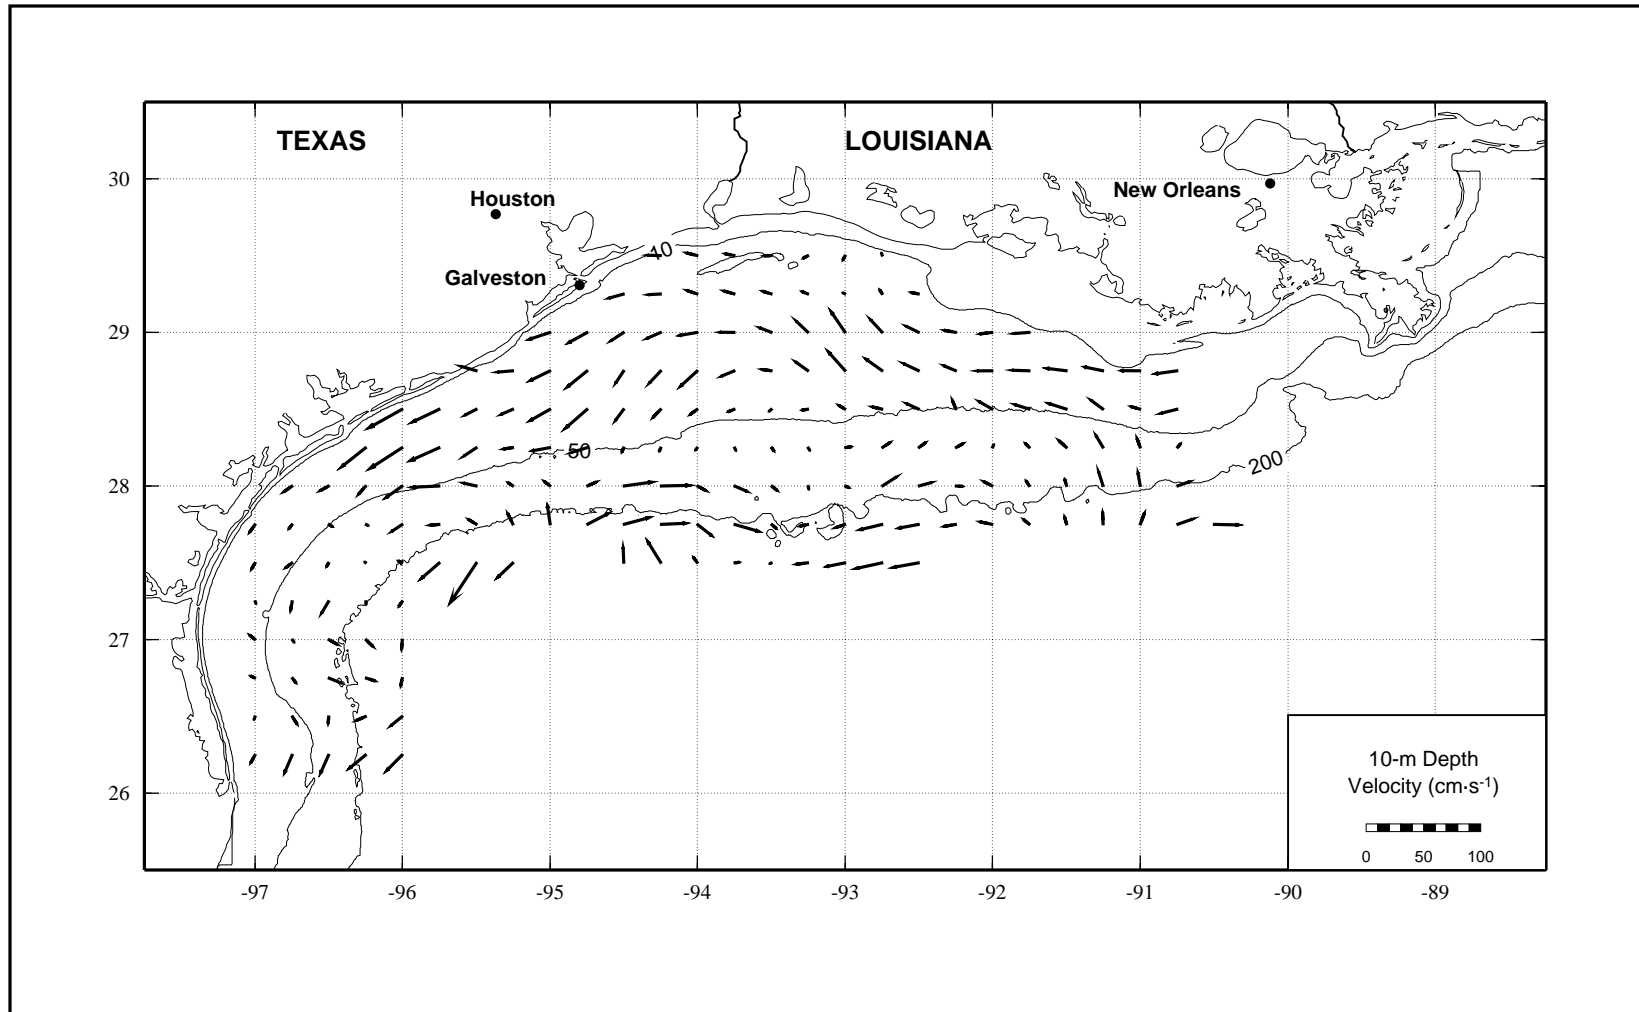 TEXAS
LOUISIANA
30
New Orleans
Houston
10
Galveston
29
50
200
28
27
26
10-m Depth
Velocity (cm·s-1)
0 50 100
-97 -96 -95 -94 -93 -92 -91 -90 -89